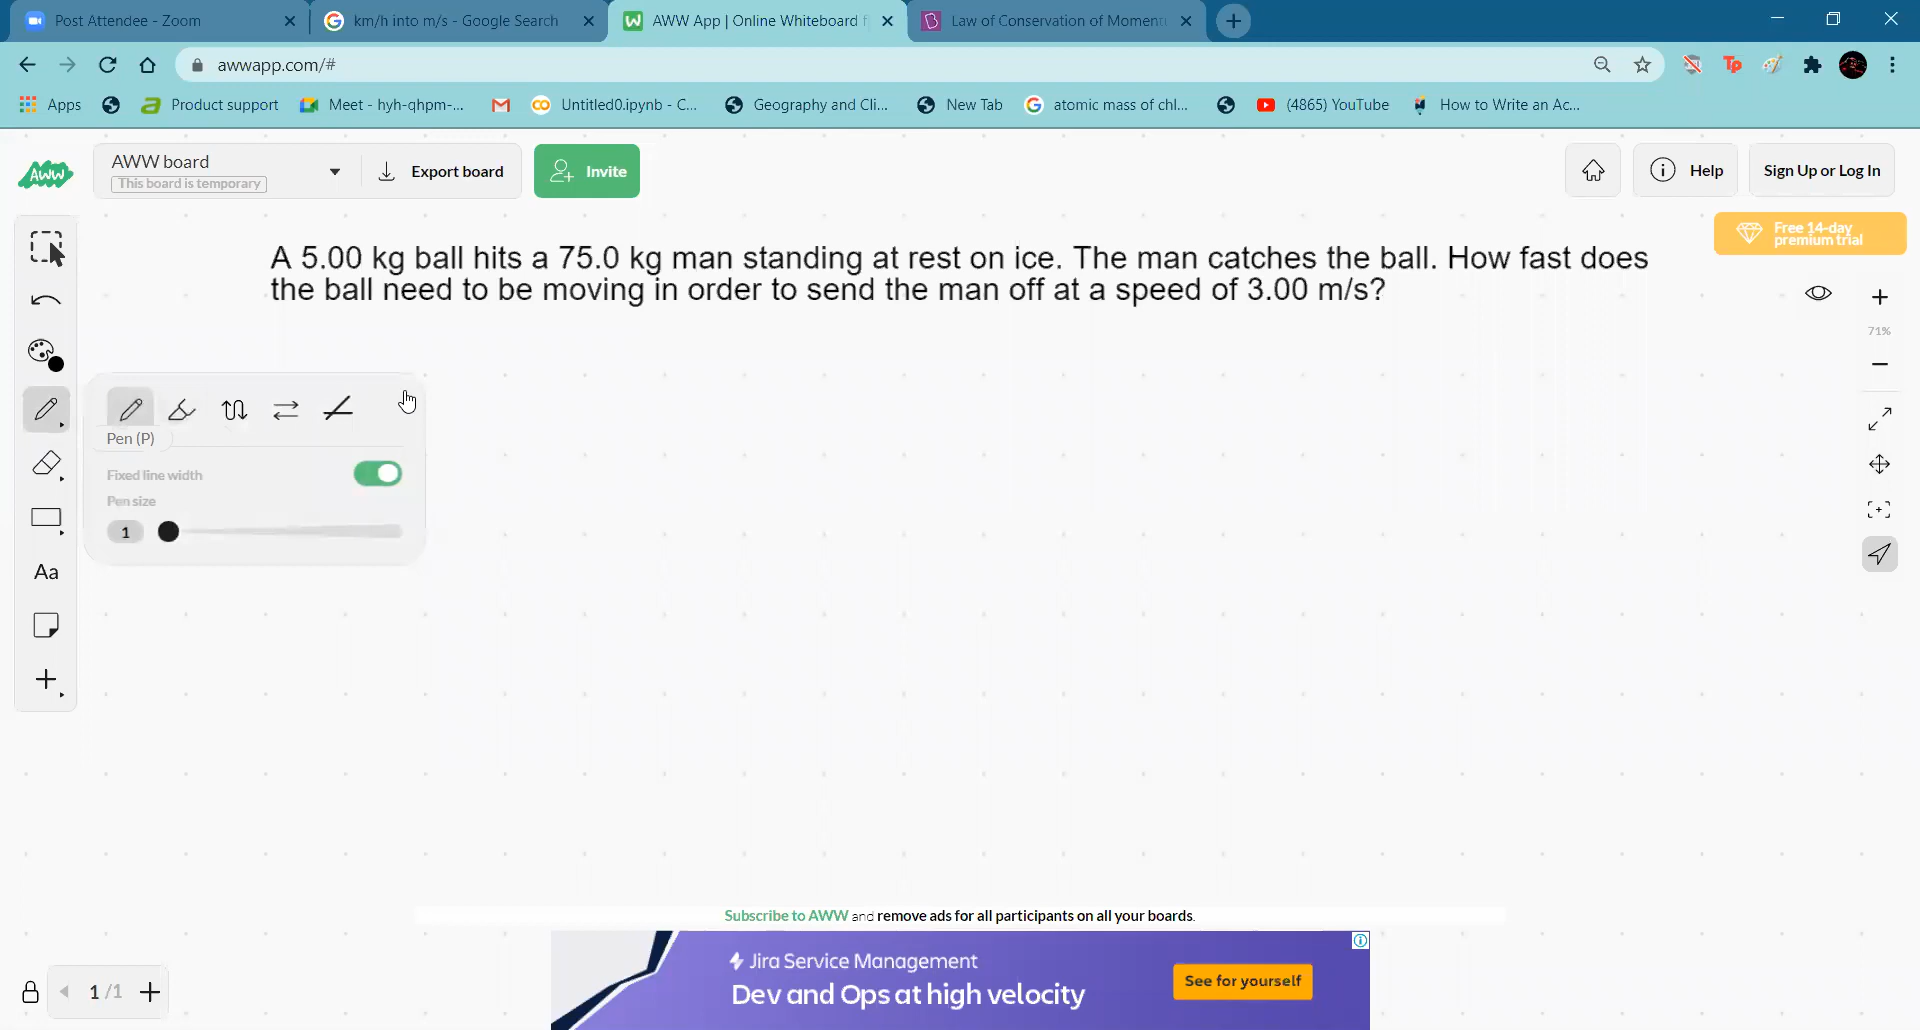 Post Attendee - Zoom
km/h into m/s - Google Search
AWW App | Online Whiteboard f
Law of Conservation of Moment
awwapp.com/#
Apps
Product support
Meet - hyh-qhpm-...
Untitled0.ipynb - C...
Geography and Cli...
New Tab
atomic mass of chl...
(4865) YouTube
How to Write an Ac...
AWW
AWW board
This board is temporary
Export board
Invite
Help
Sign Up or Log In
Free 14-day
premium trial
A 5.00 kg ball hits a 75.0 kg man standing at rest on ice. The man catches the ball. How fast does
the ball need to be moving in order to send the man off at a speed of 3.00 m/s?
71%
Pen (P)
Fixed line width
Pen size
1
Aa
Subscribe to AWW and remove ads for all participants on all your boards.
Jira Service Management
Dev and Ops at high velocity
See for yourself
1/1